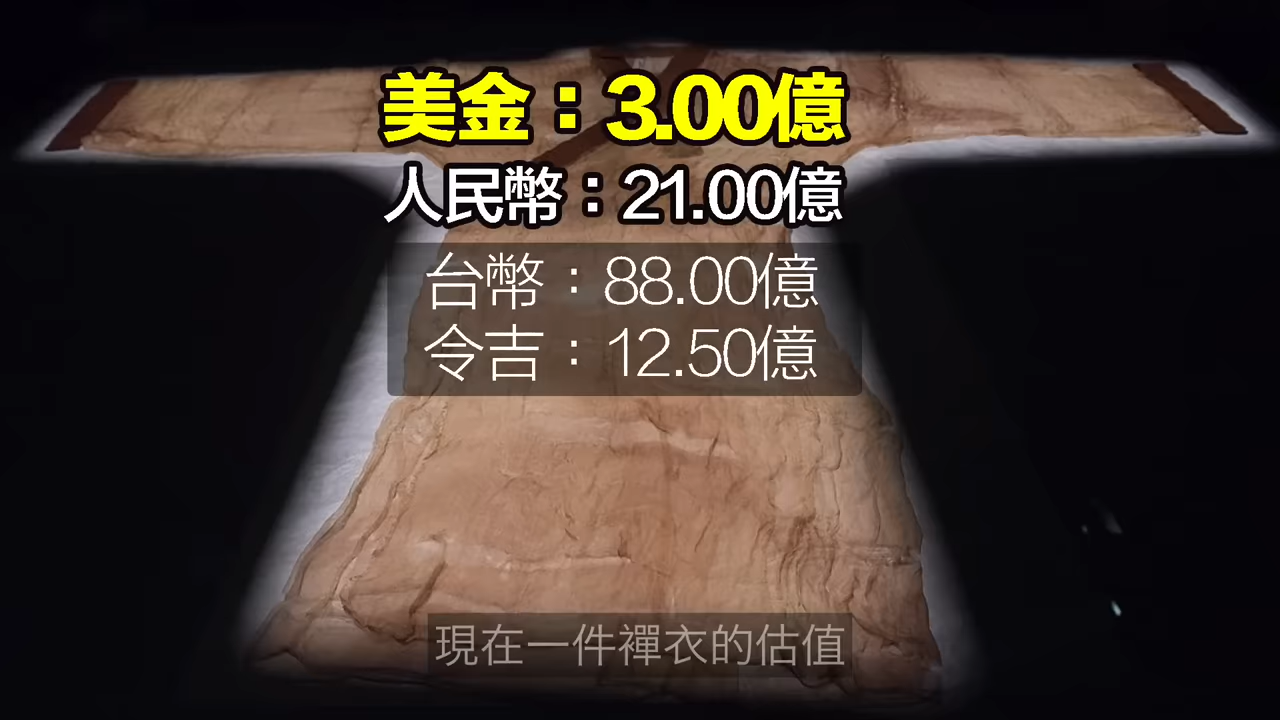 美金：3.00億
人民幣：21.00億
台幣：88.00億
令吉：12.50億
現在一件襌衣的估值